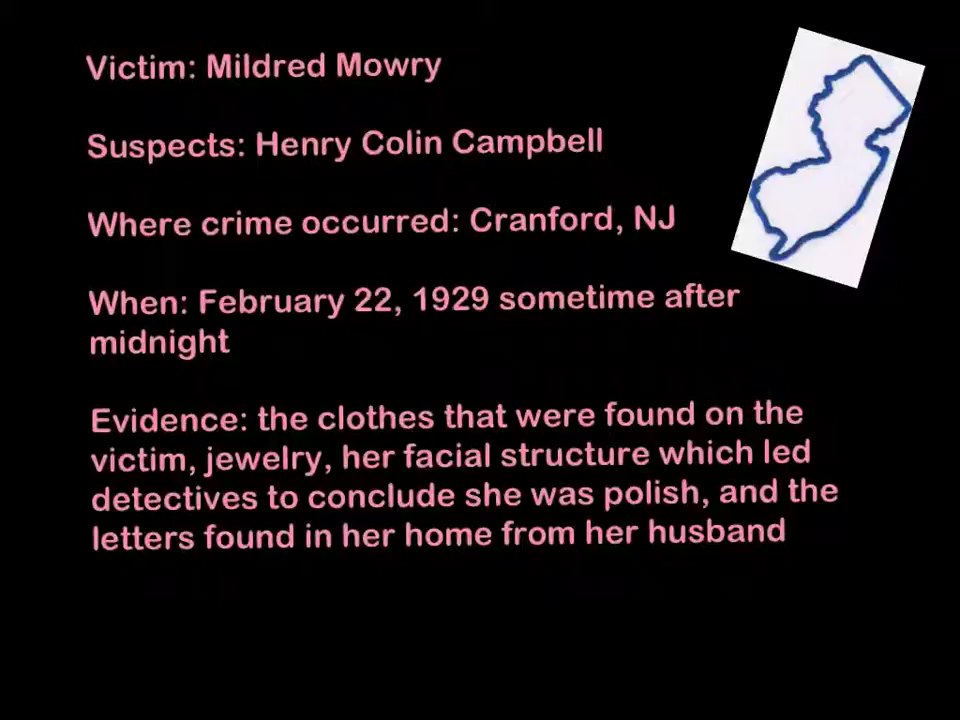 Victim: Mildred Mowry
Suspects: Henry Colin Campbell
Where crime occurred: Cranford, NJ
When: February 22, 1929 sometime after
midnight
Evidence: the clothes that were found on the
victim, jewelry, her facial structure which led
detectives to conclude she was polish, and the
letters found in her home from her husband